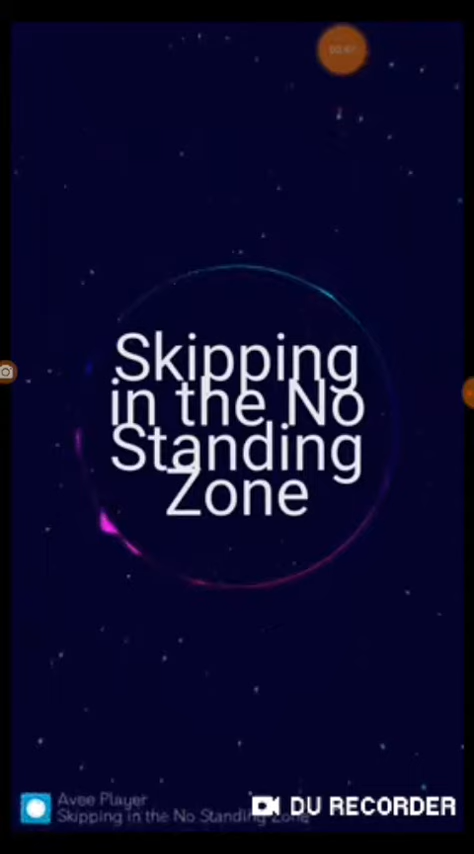 Skipping
in the No
Standing
Zone
Avee Player
Skipping in the No Standing Zone
DU RECORDER